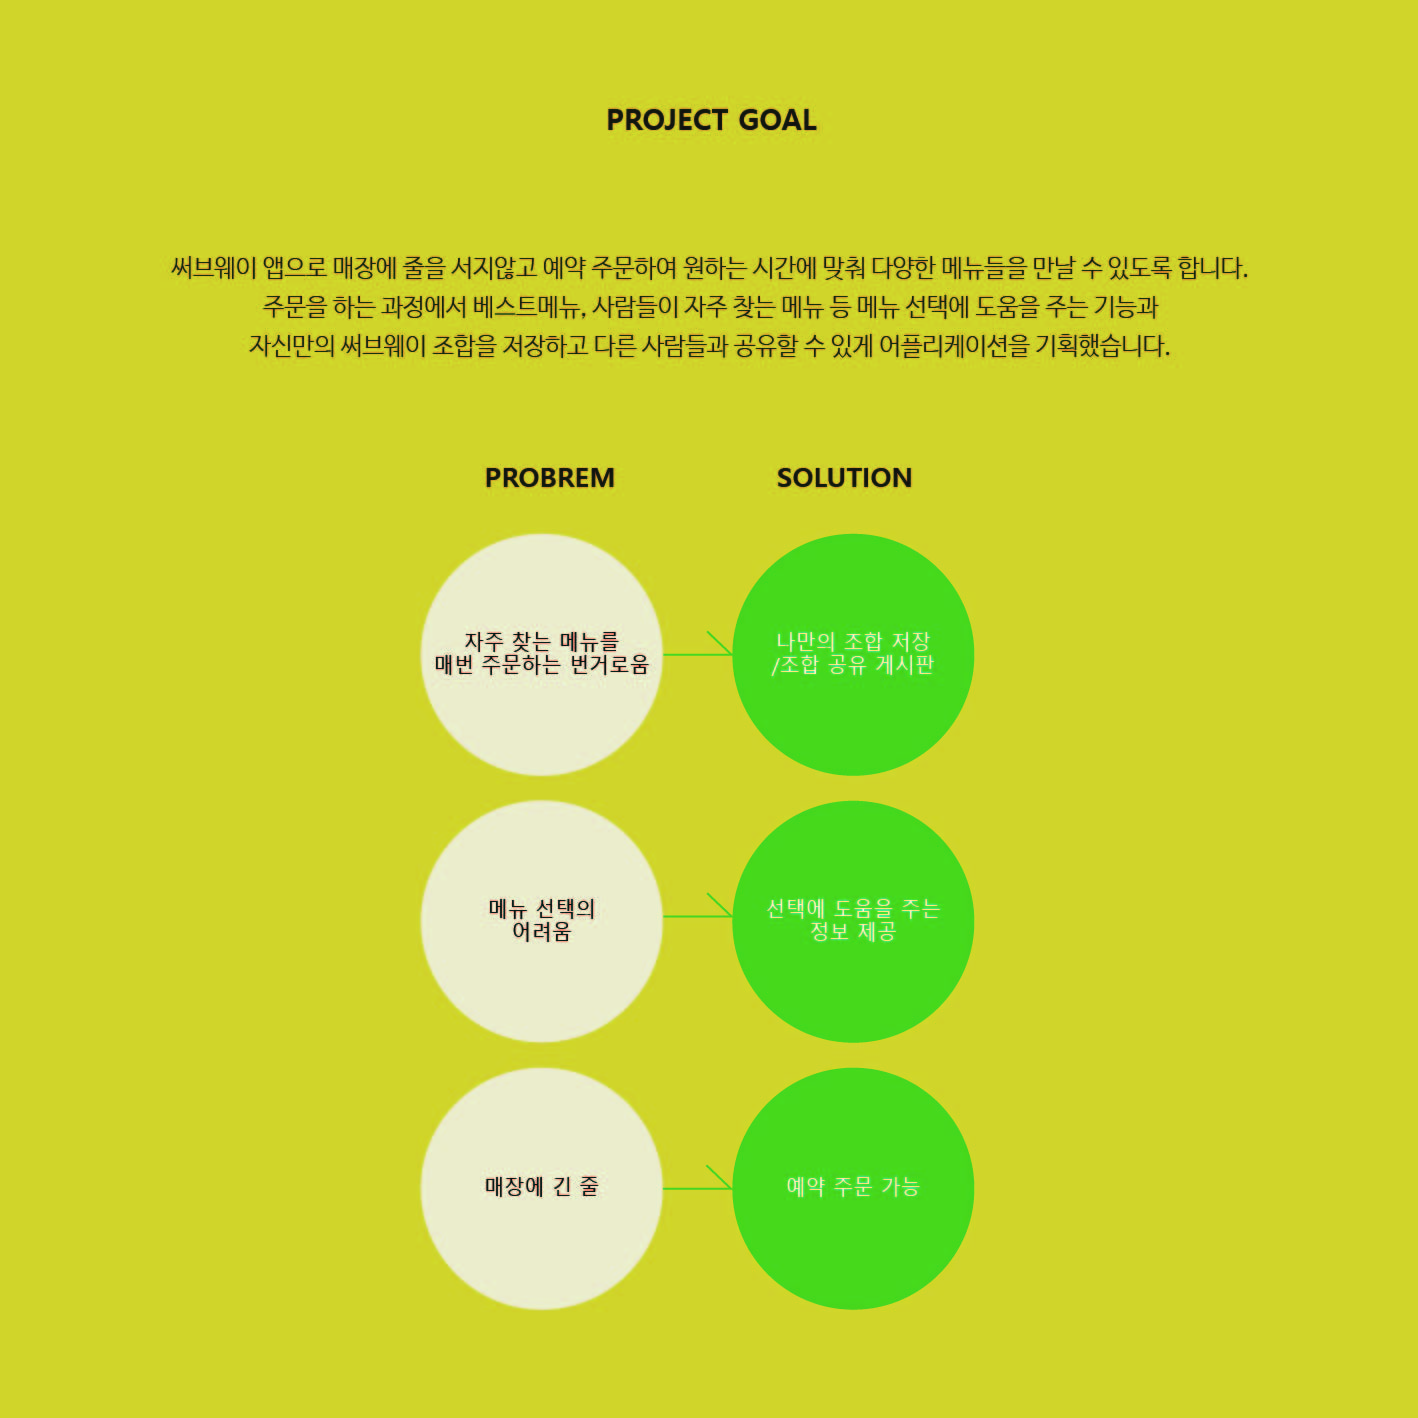 PROJECT GOAL
써브웨이 앱으로 매장에 줄을 서지않고 예약 주문하여 원하는 시간에 맞춰 다양한 메뉴들을 만날 수 있도록 합니다.
주문을 하는 과정에서 베스트메뉴, 사람들이 자주 찾는 메뉴 등 메뉴 선택에 도움을 주는 기능과
자신만의 써브웨이 조합을 저장하고 다른 사람들과 공유할 수 있게 어플리케이션을 기획했습니다.
PROBREM
SOLUTION
자주 찾는 메뉴를
매번 주문하는 번거로움
나만의 조합 저장
/조합 공유 게시판
메뉴 선택의
어려움
선택에 도움을 주는
정보 제공
매장에 긴 줄
예약 주문 가능